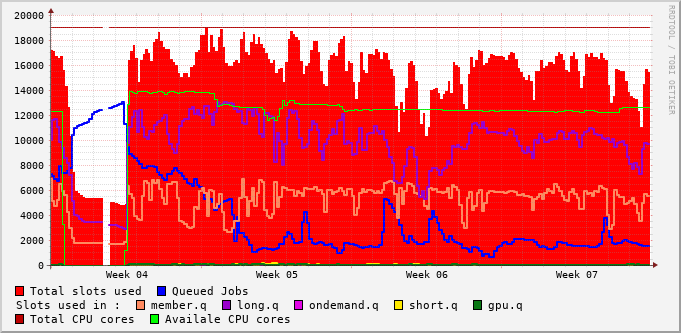 20000
18000
16000
14000
12000
10000
8000
6000
4000
2000
0
Week 04 Week 05 Week 06 Week 07
RRDTOOL / TOBI OETIKER
Total slots used Queued Jobs
Slots used in : member.q long.q ondemand.q short.q gpu.q
Total CPU cores Availale CPU cores